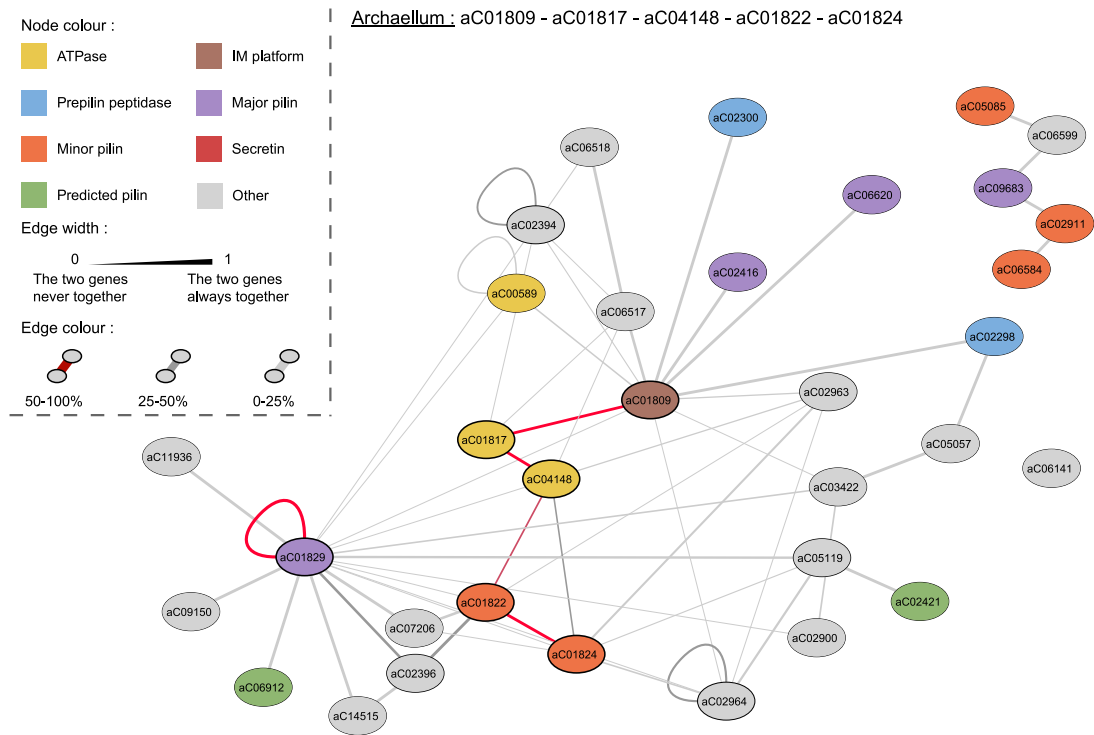 Archaellum: aC01809 - aC01817 - aC04148 - aC01822 - aC01824
Node colour :
ATPase
IM platform
Prepilin peptidase
Major pilin
Minor pilin
Secretin
Predicted pilin
Other
Edge width :
0
1
The two genes
never together
The two genes
always together
Edge colour :
50-100%
25-50%
0-25%
aC02300
aC05085
aC06599
aC06518
aC09683
aC06620
aC02394
aC02911
aC02416
aC06584
aC00589
aC06517
aC02298
aC01809
aC02963
aC01817
aC05057
aC11936
aC06141
aC04148
aC03422
aC01829
aC05119
aC02421
aC01822
aC09150
aC07206
aC02900
aC01824
aC02396
aC06912
aC02964
aC14515